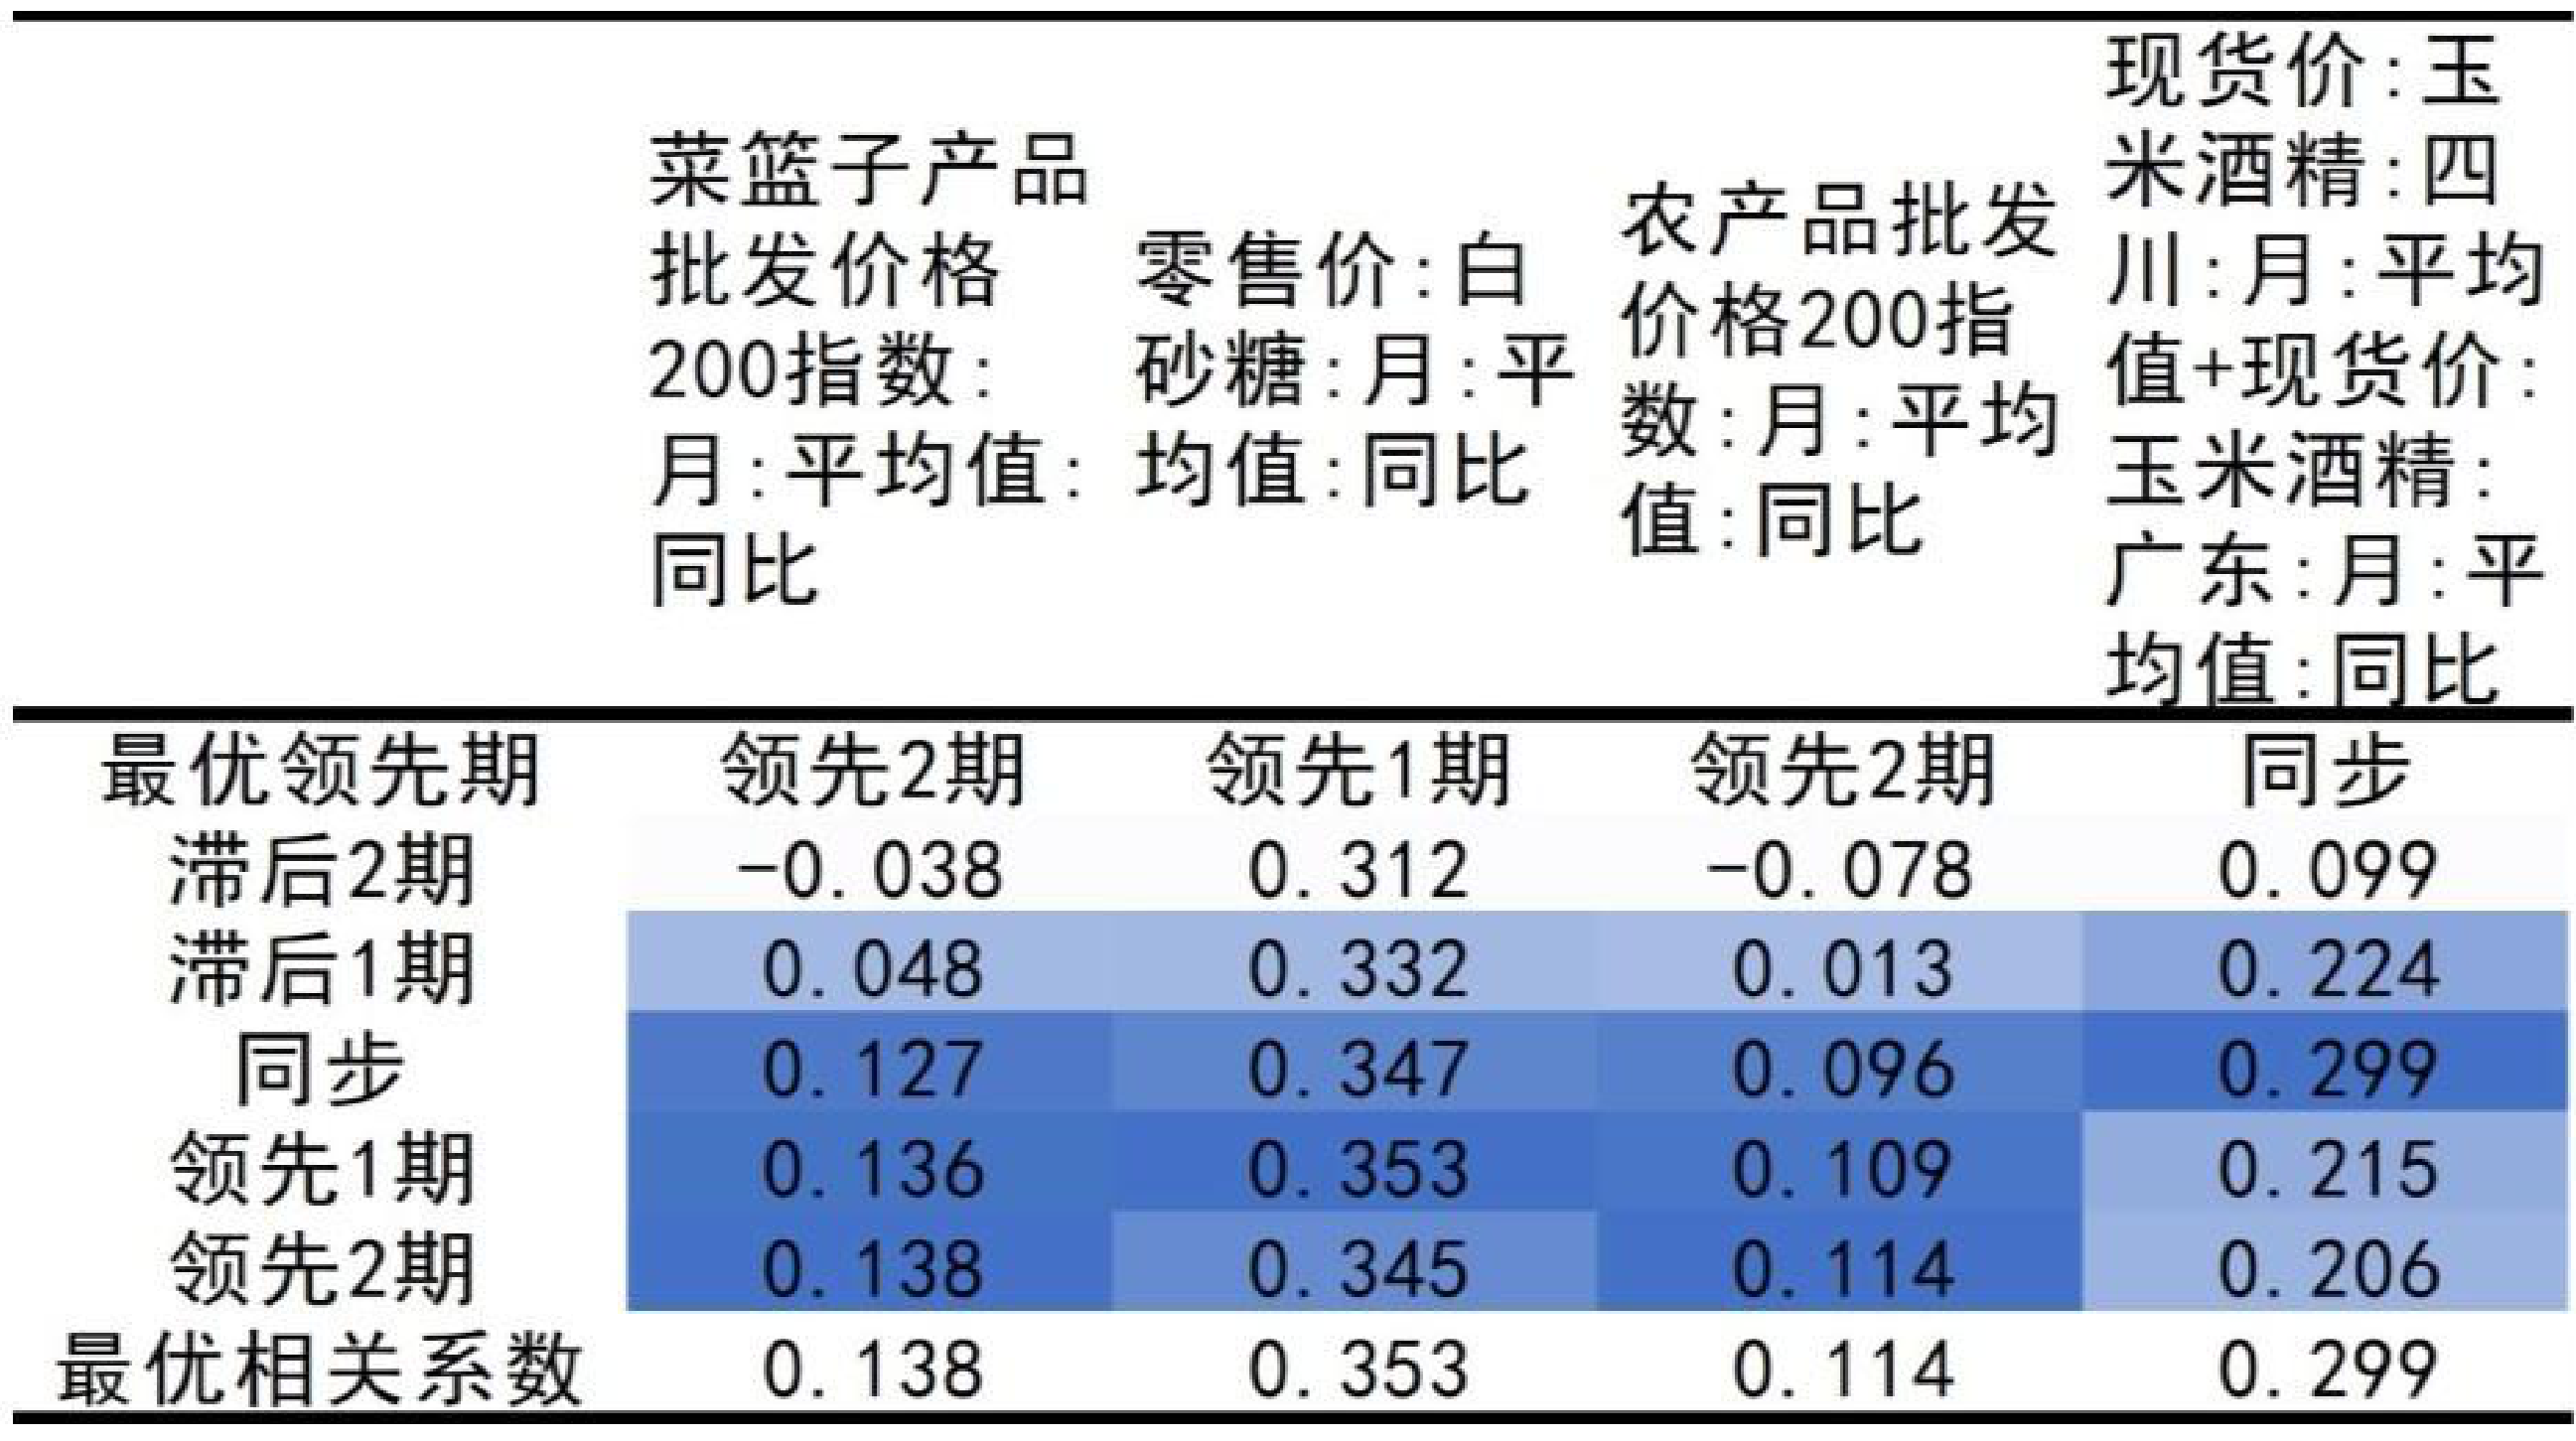 菜篮子产品
批发价格
200指数:
月:平均值:
同比
零售价:白
砂糖:月:平
均值:同比
农产品批发
价格200指
数:月:平均
值:同比
现货价:玉
米酒精:四
川:月:平均
值+现货价:
玉米酒精:
广东:月:平
均值:同比
最优领先期 领先2期 领先1期 领先2期 同步
滞后2期 -0.038 0.312 -0.078 0.099
滞后1期 0.048 0.332 0.013 0.224
同步 0.127 0.347 0.096 0.299
领先1期 0.136 0.353 0.109 0.215
领先2期 0.138 0.345 0.114 0.206
最优相关系数 0.138 0.353 0.114 0.299